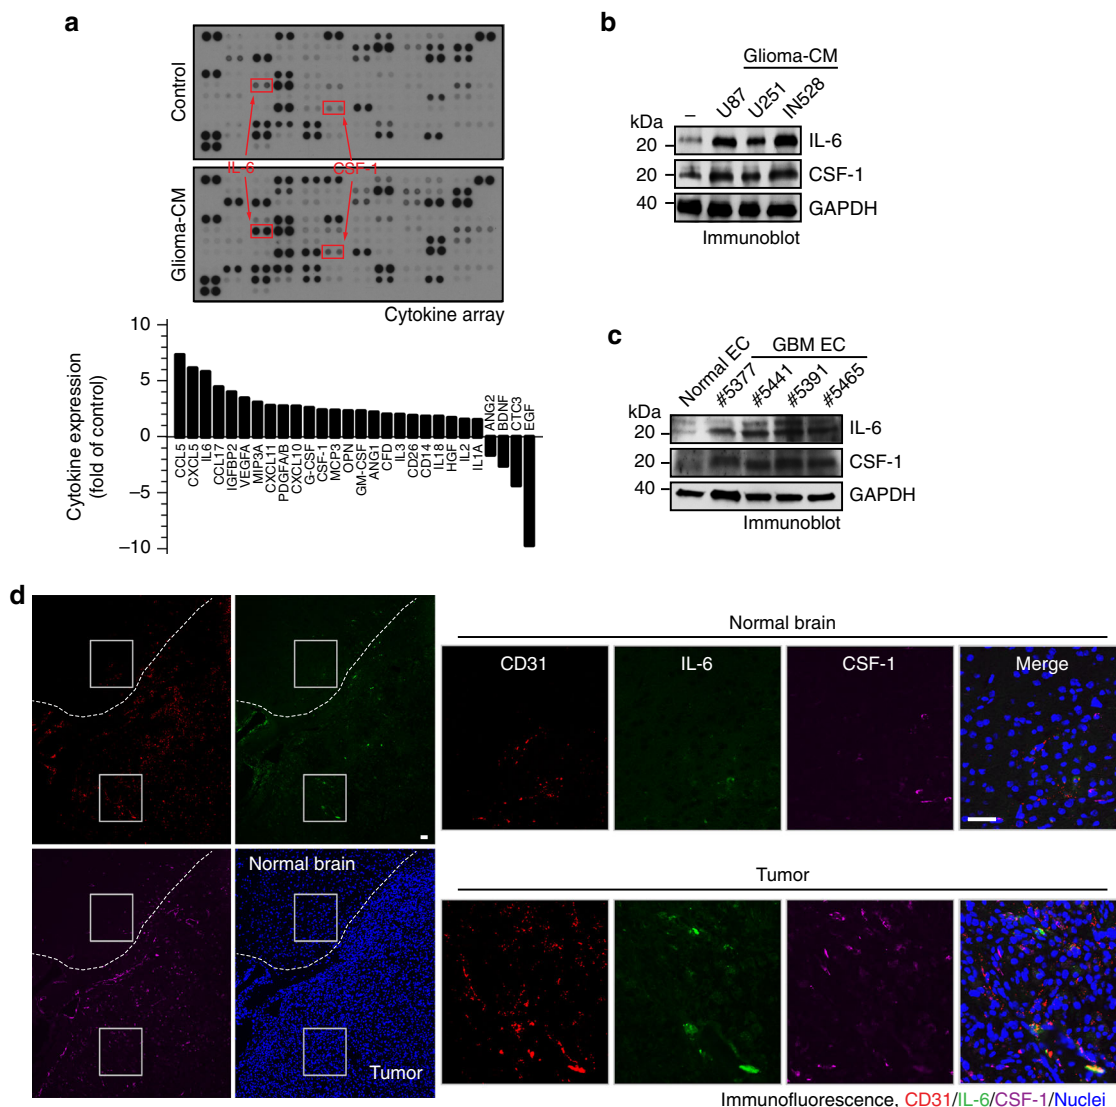 a
Control
IL-6
CSF-1
Glioma-CM
Cytokine array
Cytokine expression
(fold of control)
10
5
0
−5
−10
CCL5
CXCL5
IL6
CCL17
IGFBP2
VEGFA
MIP3A
CXCL11
PDGFA/B
CXCL10
G-CSF
CSF-1
MCP3
OPN
GM-CSF
ANG1
CFD
IL3
CD26
CD14
IL18
HGF
IL2
IL1A
ANG2
BDNF
CTC3
EGF
b
Glioma-CM
– U87 U251 IN528
kDa
20 IL-6
20 CSF-1
40 GAPDH
Immunoblot
c
GBM EC
Normal EC #5377 #5441 #5391 #5465
kDa
20 IL-6
20 CSF-1
40 GAPDH
Immunoblot
d
Normal brain
Tumor
Normal brain
CD31 IL-6 CSF-1 Merge
Tumor
Immunofluorescence, CD31/IL-6/CSF-1/Nuclei